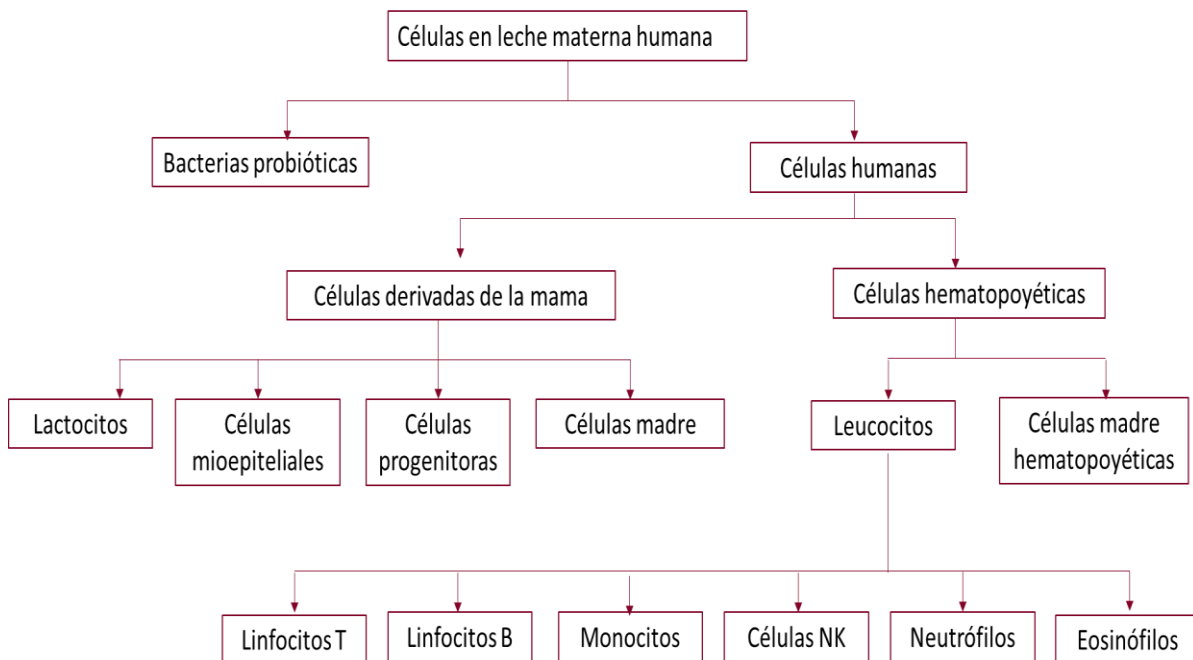 Células en leche materna humana
Bacterias probióticas
Células humanas
Células derivadas de la mama
Células hematopoyéticas
Lactocitos
Células
mioepiteliales
Células
progenitoras
Células madre
Leucocitos
Células madre
hematopoyéticas
Linfocitos T
Linfocitos B
Monocitos
Células NK
Neutrófilos
Eosinófilos